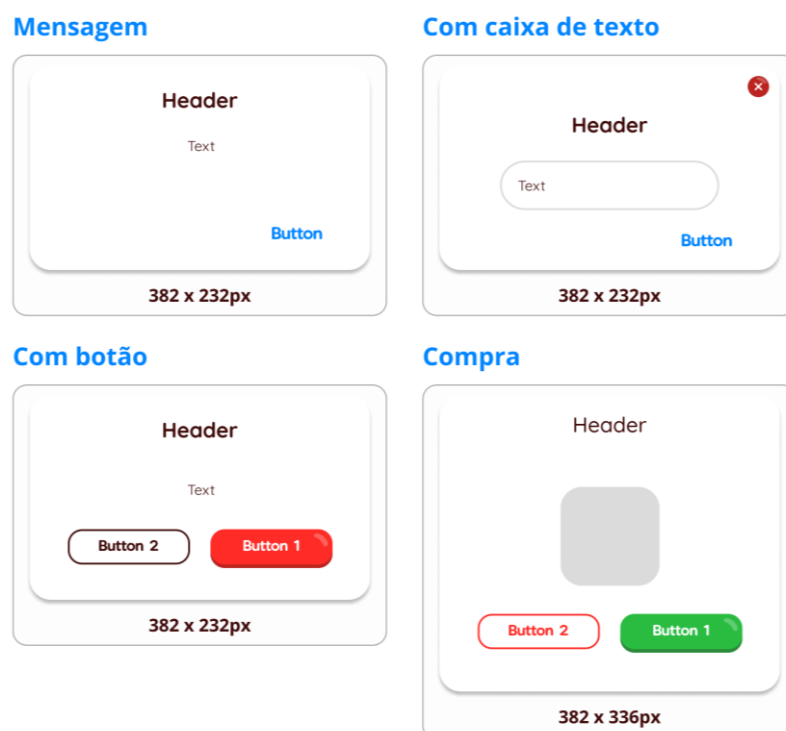 Mensagem
Header
Text
Button
382 x 232px
Com caixa de texto
Header
Text
Button
382 x 232px
Com botão
Header
Text
Button 2
Button 1
382 x 232px
Compra
Header
Button 2
Button 1
382 x 336px